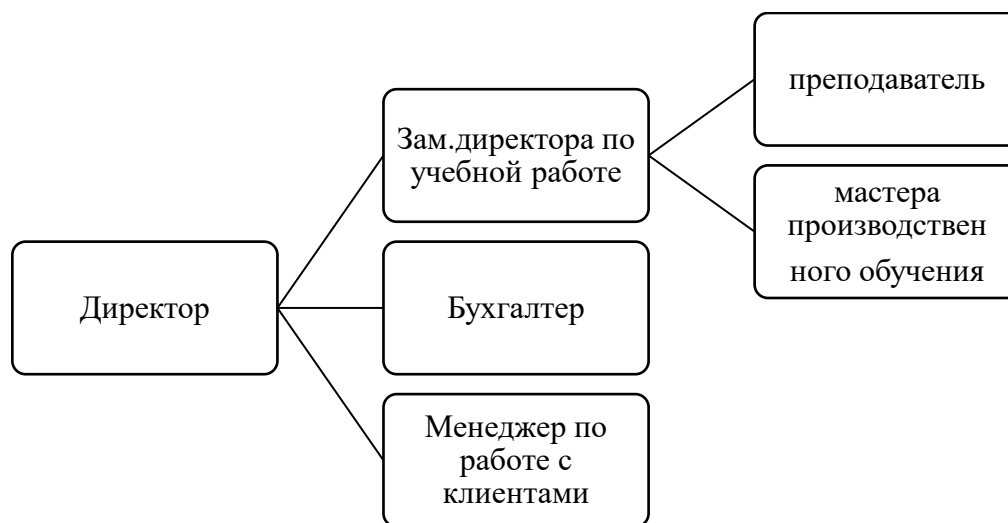 преподаватель
Зам.директора по
учебной работе
мастера
производствен
ного обучения
Директор
Бухгалтер
Менеджер по
работе с
клиентами